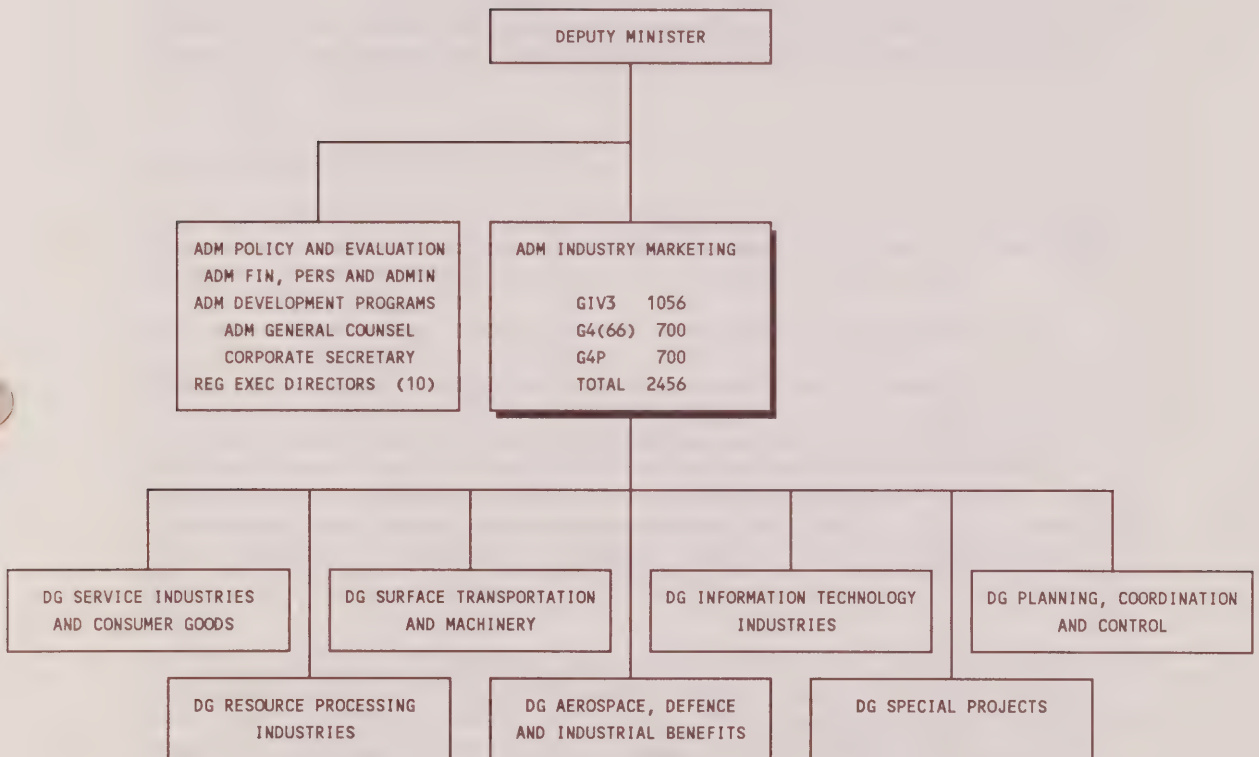 DEPUTY MINISTER
ADM POLICY AND EVALUATION
ADM FIN, PERS AND ADMIN
ADM DEVELOPMENT PROGRAMS
ADM GENERAL COUNSEL
CORPORATE SECRETARY
REG EXEC DIRECTORS (10)
ADM INDUSTRY MARKETING
GIV3 1056
G4(66) 700
G4P 700
TOTAL 2456
DG SERVICE INDUSTRIES
AND CONSUMER GOODS
DG SURFACE TRANSPORTATION
AND MACHINERY
DG INFORMATION TECHNOLOGY
INDUSTRIES
DG PLANNING, COORDINATION
AND CONTROL
DG RESOURCE PROCESSING
INDUSTRIES
DG AEROSPACE, DEFENCE
AND INDUSTRIAL BENEFITS
DG SPECIAL PROJECTS